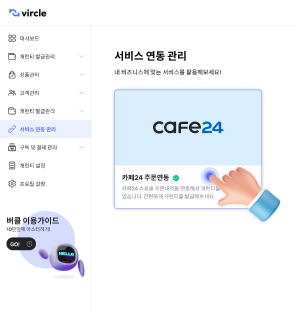 vircle
대시보드
개런티 발급관리
상품관리
고객관리
개런티 발급관리
서비스 연동 관리
구독 및 결제 관리
개런티 설정
프로필 설정
서비스 연동 관리
내 비즈니스에 맞는 서비스를 활용해보세요!
CAFE24
카페24 주문연동
카페24 쇼핑몰 주문내역을 연동해서 개런티를
있습니다. 간편하게 개런티를 발급해보세요.
버클 이용가이드
10분만에 마스터하기!
GO!
HELLO